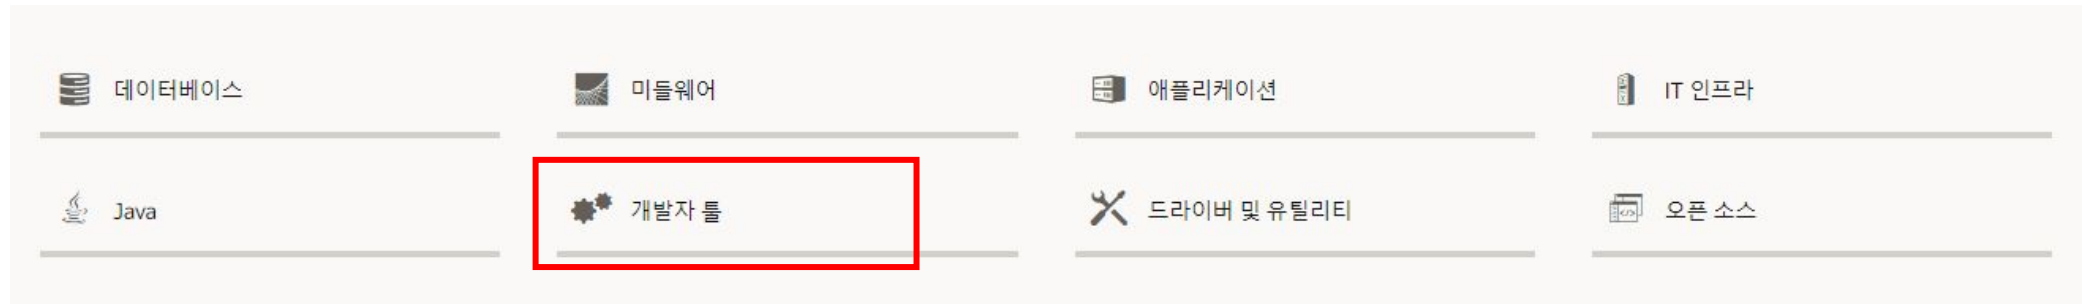 데이터베이스
미들웨어
애플리케이션
IT 인프라
Java
개발자 툴
드라이버 및 유틸리티
오픈 소스